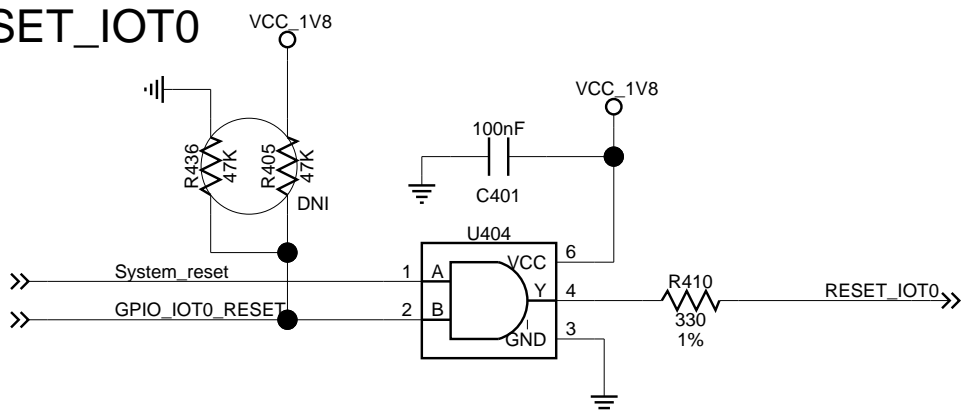 SET_IOT0
VCC_1V8
VCC_1V8
100nF
C401
R436
47K
R405
47K
DNI
U404
System_reset
1
A
VCC
6
Y
4
R410
330
1%
RESET_IOT0
GPIO_IOT0_RESET
2
B
GND
3